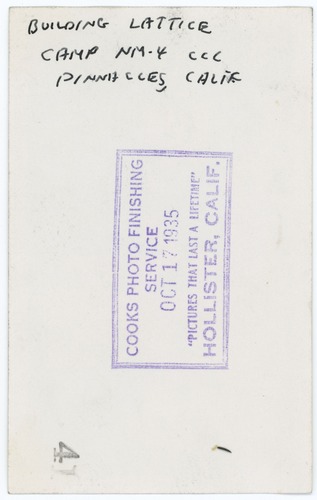 BUILDING LATTICE
CAMP NM-4 CCC
PINNACLES, CALIF
COOKS PHOTO FINISHING
SERVICE
OCT 17 1935
"PICTURES THAT LAST A LIFETIME"
HOLLISTER, CALIF.
41